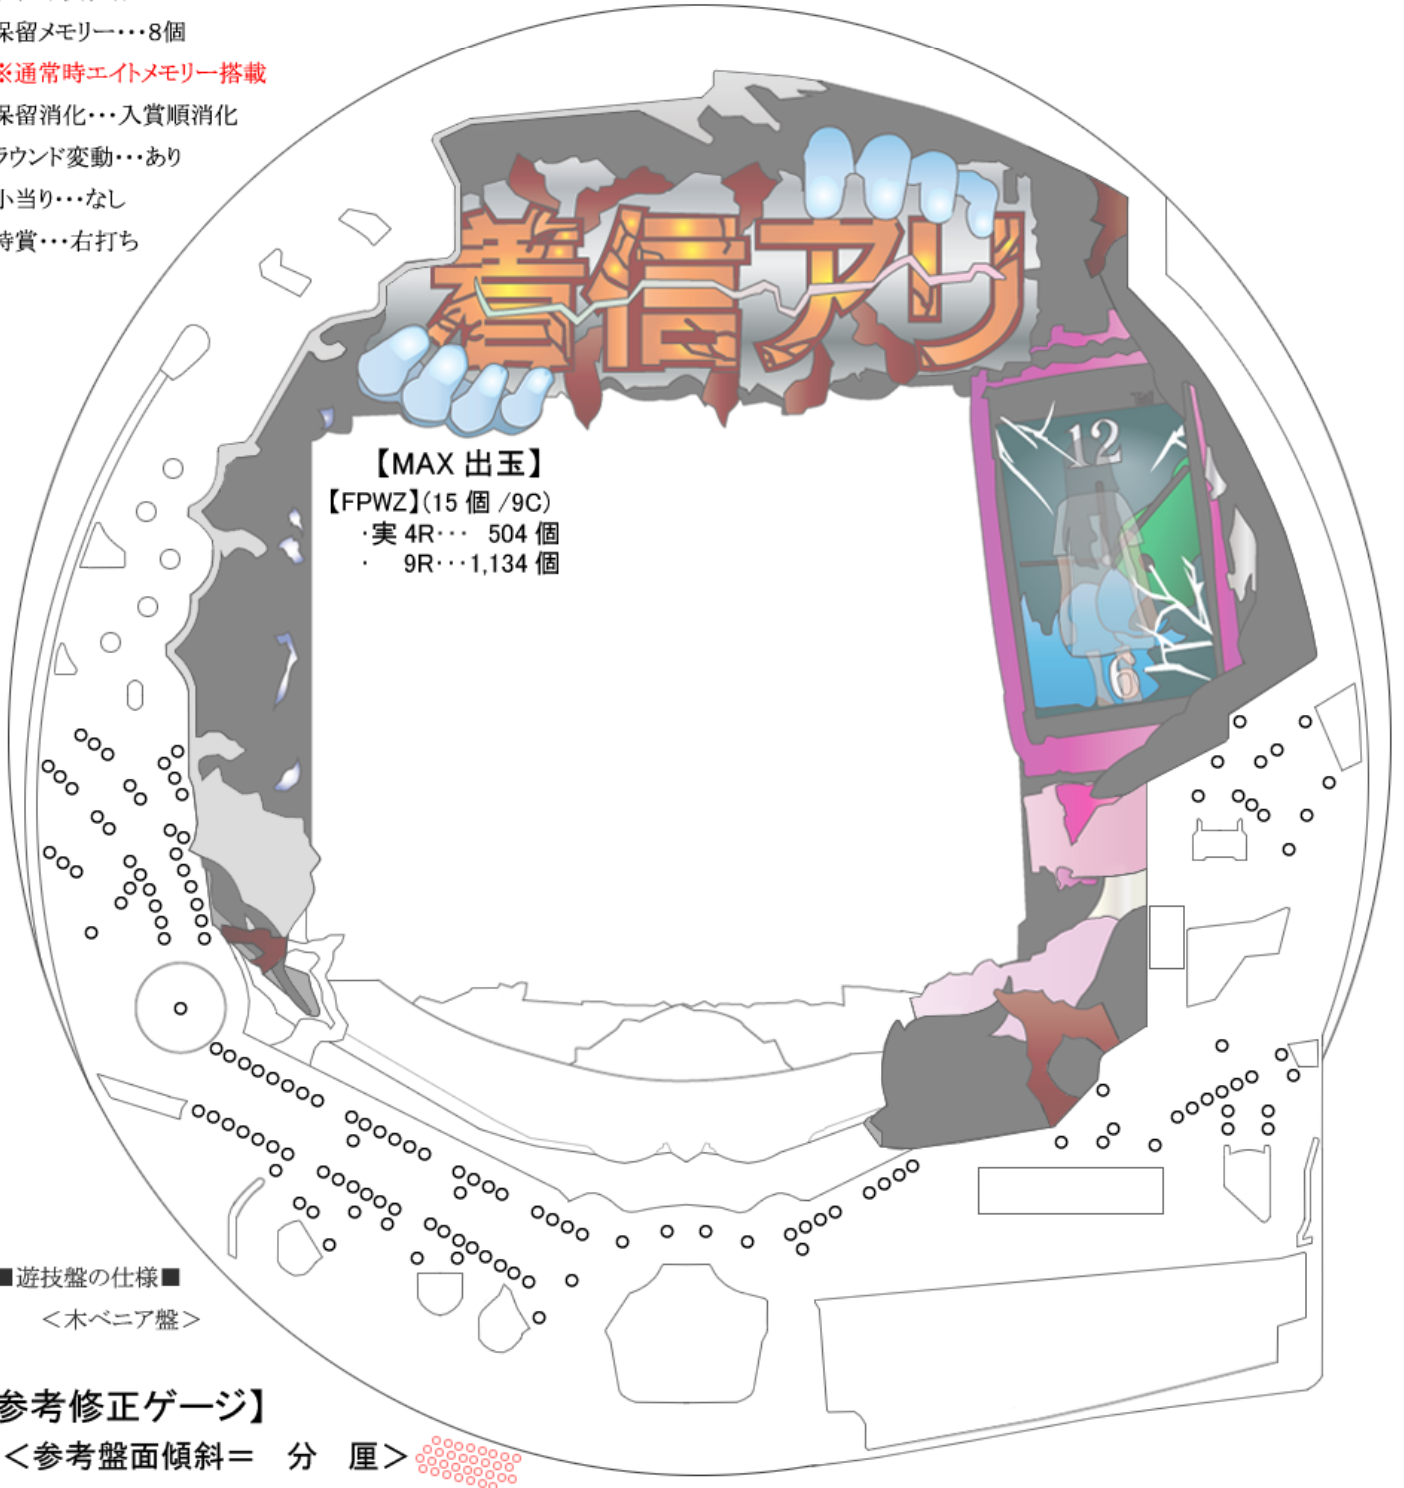 保留メモリー・・・8個
※通常時エイトメモリー搭載
保留消化・・・入賞順消化
ラウンド変動・・・あり
小当り・・・なし
特賞・・・右打ち
着信アリ
12
6
【MAX 出玉】
【FPWZ】(15 個 /9C)
・実 4R・・・ 504 個
・ 9R・・・1,134 個
■遊技盤の仕様■
＜木ベニア盤＞
参考修正ゲージ】
＜参考盤面傾斜＝ 分 厘＞